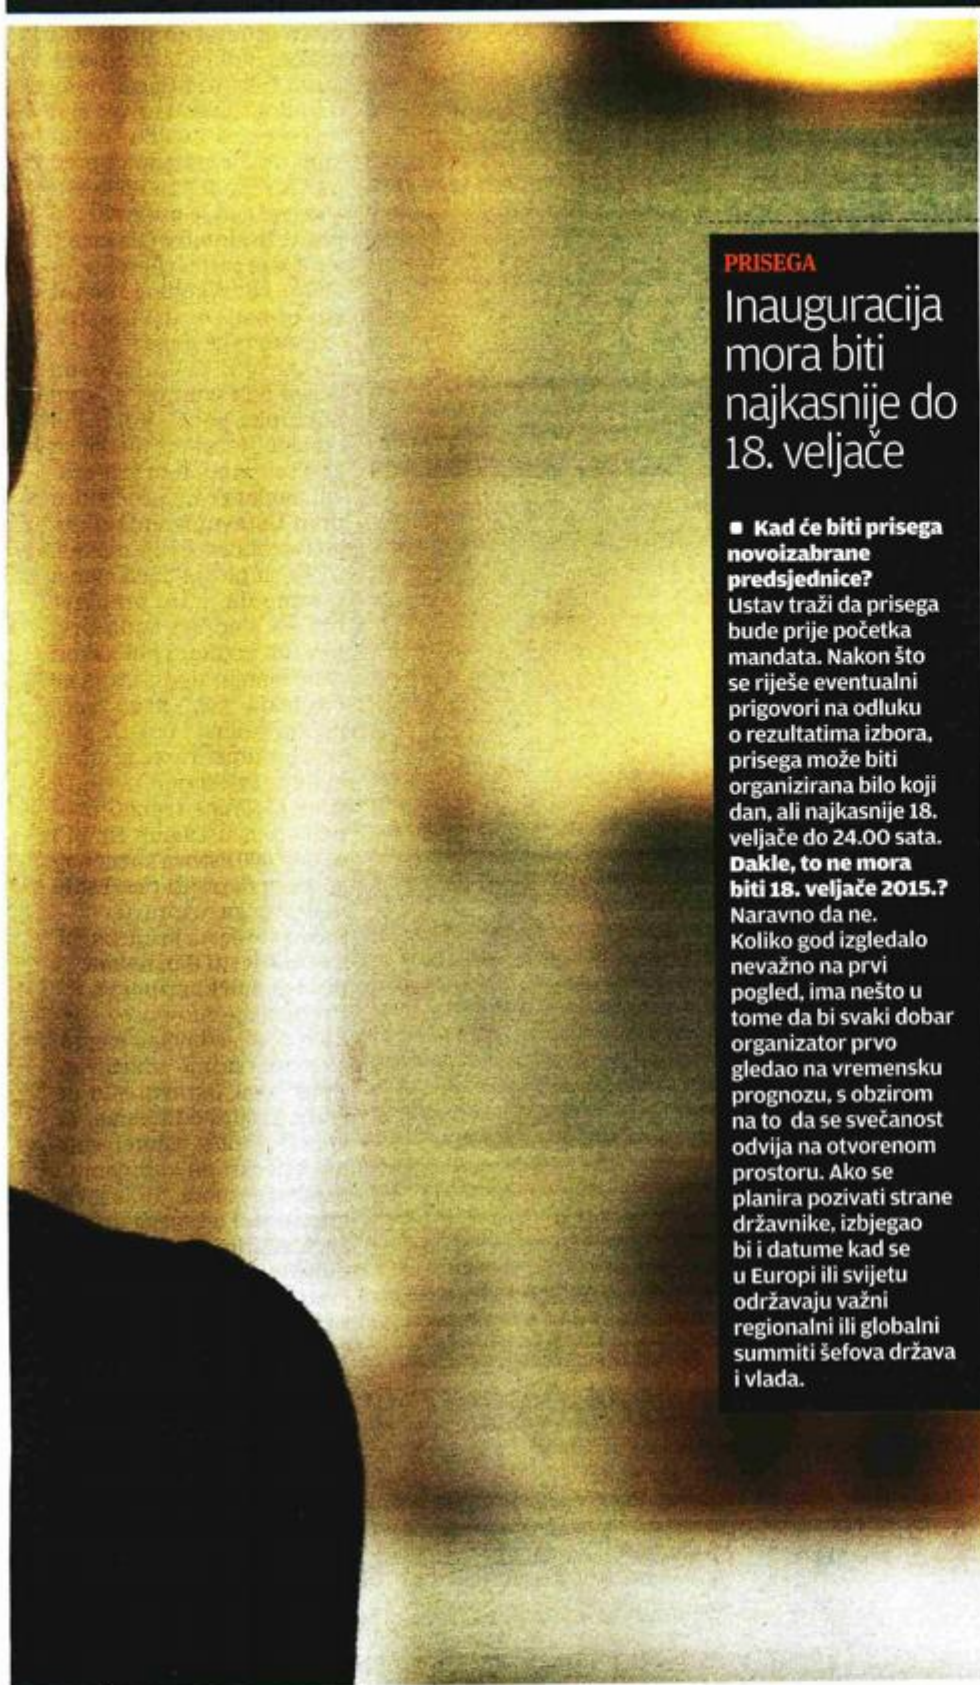 PRISEGA
Inauguracija
mora biti
najkasnije do
18. veljače
■ Kad će biti prisega
novoizabrane
predsjednice?
Ustav traži da prisega
bude prije početka
mandata. Nakon što
se riješe eventualni
prigovori na odluku
o rezultatima izbora,
prisega može biti
organizirana bilo koji
dan, ali najkasnije 18.
veljače do 24.00 sata.
Dakle, to ne mora
biti 18. veljače 2015.?
Naravno da ne.
Koliko god izgledalo
nevažno na prvi
pogled, ima nešto u
tome da bi svaki dobar
organizator prvo
gledao na vremensku
prognozu, s obzirom
na to da se svečanost
odvija na otvorenom
prostoru. Ako se
planira pozivati strane
državnike, izbjegao
bi i datume kad se
u Europi ili svijetu
održavaju važni
regionalni ili globalni
summiti šefova država
i vlada.